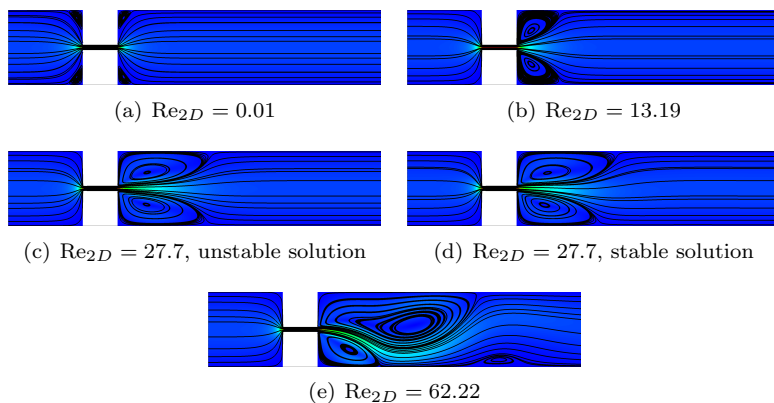 (a) Re₂D = 0.01
(b) Re₂D = 13.19
(c) Re₂D = 27.7, unstable solution
(d) Re₂D = 27.7, stable solution
(e) Re₂D = 62.22